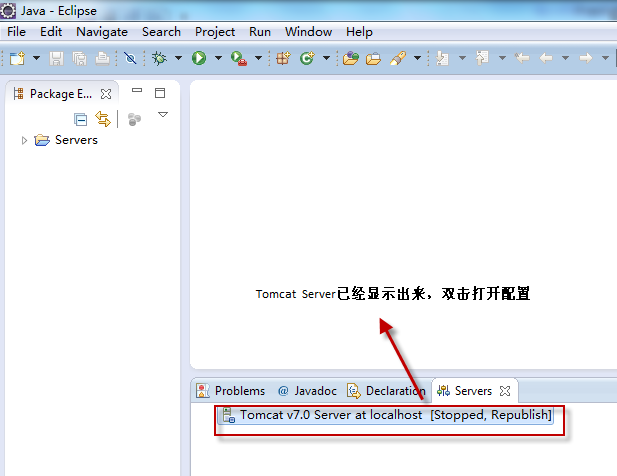 Java - Eclipse
File Edit Navigate Search Project Run Window Help
Package E...
Servers
Tomcat Server已经显示出来，双击打开配置
Problems @ Javadoc Declaration Servers
Tomcat v7.0 Server at localhost [Stopped, Republish]